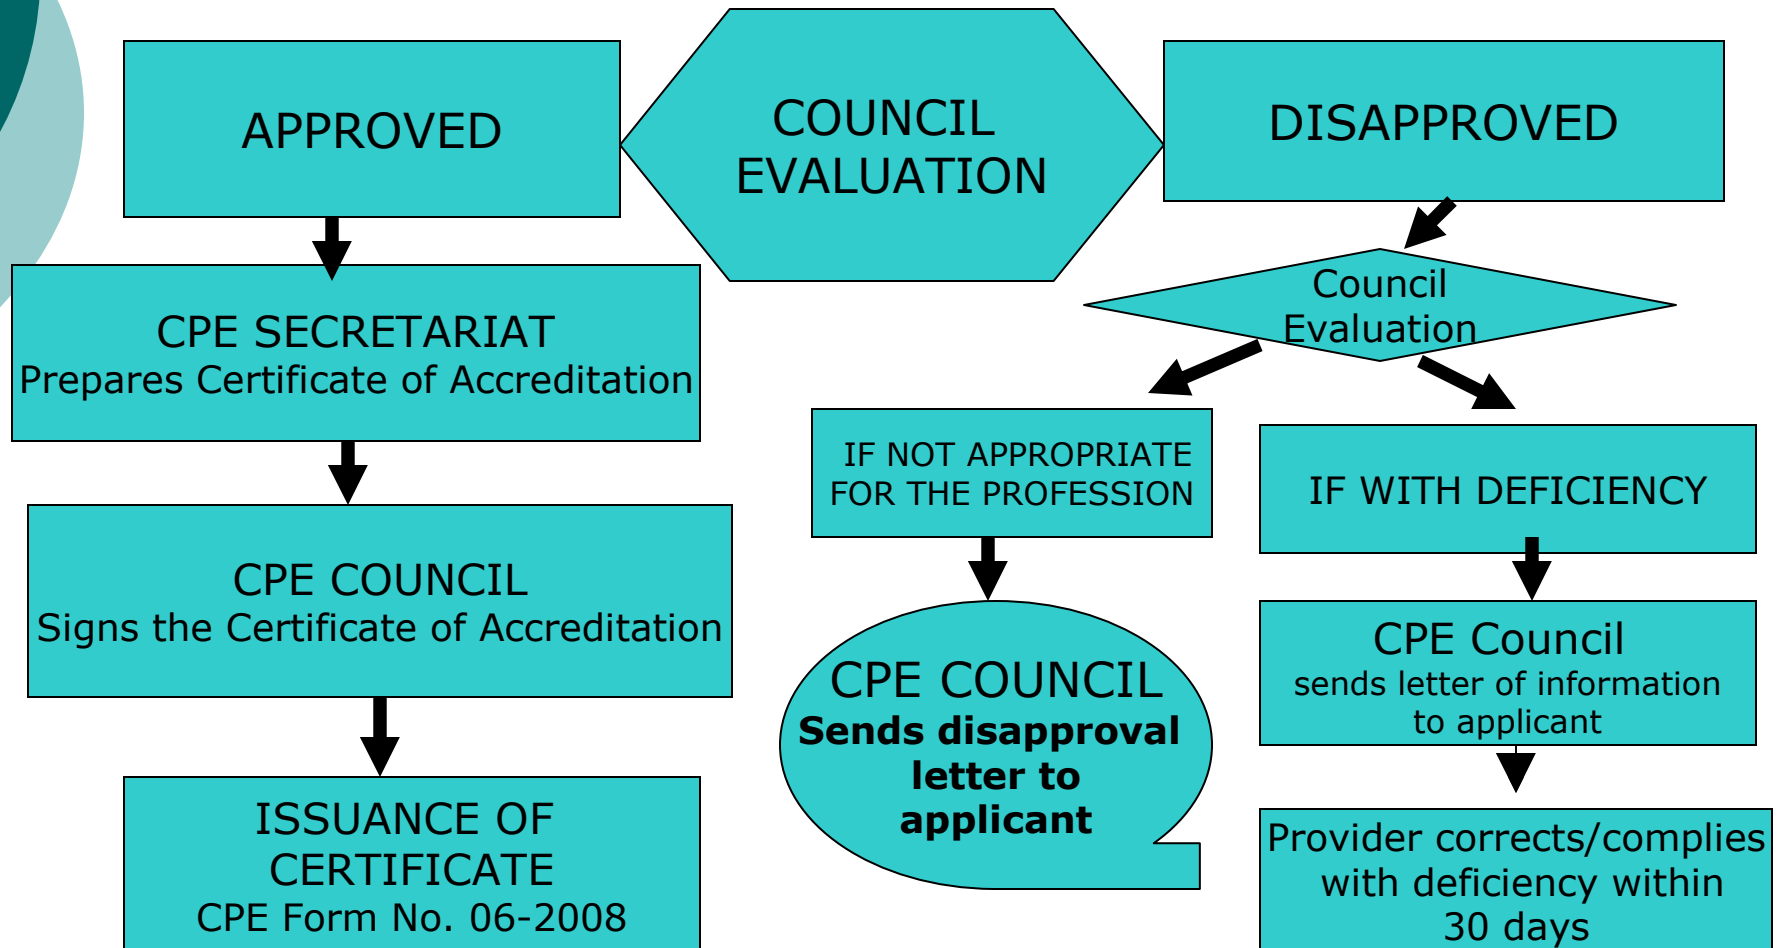 APPROVED
COUNCIL
EVALUATION
DISAPPROVED
CPE SECRETARIAT
Prepares Certificate of Accreditation
CPE COUNCIL
Signs the Certificate of Accreditation
ISSUANCE OF
CERTIFICATE
CPE Form No. 06-2008
Council
Evaluation
IF NOT APPROPRIATE
FOR THE PROFESSION
CPE COUNCIL
Sends disapproval
letter to
applicant
IF WITH DEFICIENCY
CPE Council
sends letter of information
to applicant
Provider corrects/complies
with deficiency within
30 days